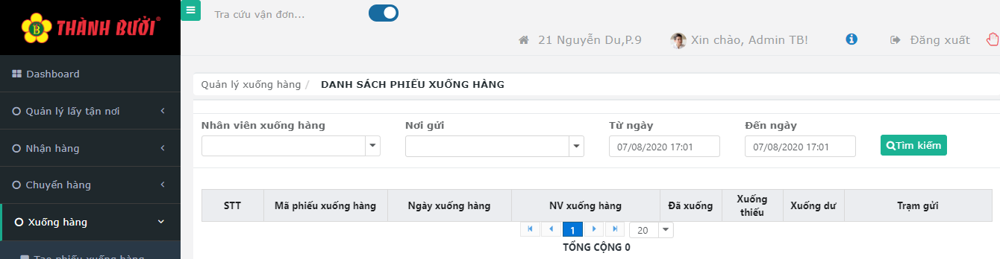 THÀNH BƯỞI®
Tra cứu vận đơn...
21 Nguyễn Du,P.9
Xin chào, Admin TB!
Đăng xuất
Dashboard
Quản lý lấy tận nơi
Nhận hàng
Chuyển hàng
Xuống hàng
Tạo phiếu xuống hàng
Quản lý xuống hàng / DANH SÁCH PHIẾU XUỐNG HÀNG
Nhân viên xuống hàng
Nơi gửi
Từ ngày
07/08/2020 17:01
Đến ngày
07/08/2020 17:01
Tìm kiếm
STT
Mã phiếu xuống hàng
Ngày xuống hàng
NV xuống hàng
Đã xuống
Xuống
thiếu
Xuống dư
Trạm gửi
1
20
TỔNG CỘNG 0